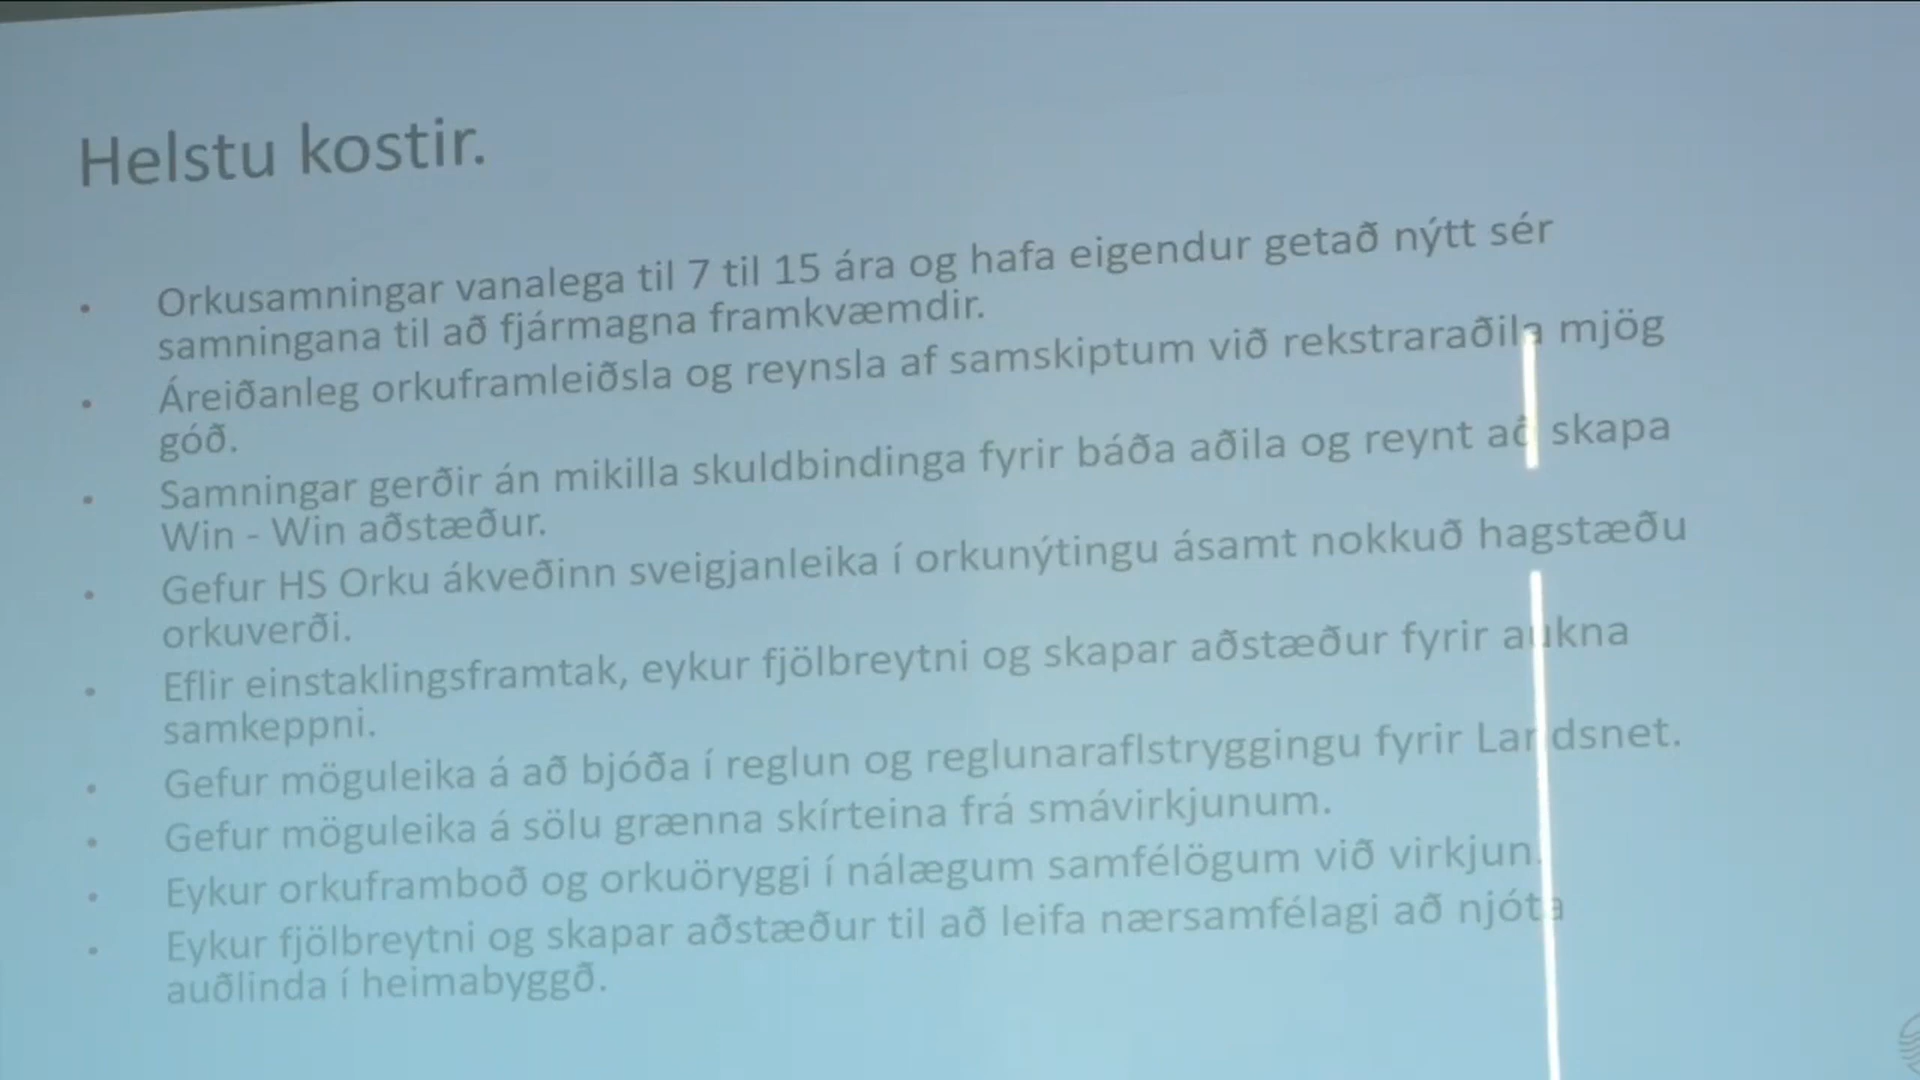 Helstu kostir.
• Orkusamningar vanalega til 7 til 15 ára og hafa eigendur getað nýtt sér
samningana til að fjármagna framkvæmdir.
• Áreiðanleg orkuframleiðsla og reynsla af samskiptum við rekstraraðila mjög
góð.
• Samningar gerðir án mikilla skuldbindinga fyrir báða aðila og reynt að skapa
Win - Win aðstæður.
• Gefur HS Orku ákveðinn sveigjanleika í orkunýtingu ásamt nokkuð hagstæðu
orkuverði.
• Eflir einstaklingsframtak, eykur fjölbreytni og skapar aðstæður fyrir aukna
samkeppni.
• Gefur möguleika á að bjóða í reglun og reglunaraflstryggingu fyrir Landsnet.
• Gefur möguleika á sölu grænna skírteina frá smávirkjunum.
• Eykur orkuframboð og orkuöryggi í nálægum samfélögum við virkjun.
• Eykur fjölbreytni og skapar aðstæður til að leifa nærsamfélagi að njóta
auðlinda í heimabyggð.